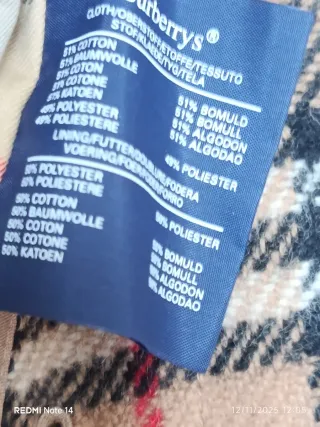 Burberrys®
CLOTH/OBERSTOFF/ETOFFE/TESSUTO
STOF/KLÆDE/TYG/TELA
51% COTTON
51% BAUMWOLLE
51% COTON
51% COTONE
51% KATOEN
49% POLYESTER
49% POLIESTERE
51% BOMULD
51% BOMULL
51% ALGODON
51% ALGODAO
49% POLIESTER
LINING/FUTTER/DOUBLURE/FODERA
VOERING/FOER/FODER/FORRO
50% POLYESTER
50% POLIESTERE
50% COTTON
50% BAUMWOLLE
50% COTON
50% COTONE
50% KATOEN
50% POLIESTER
50% BOMULD
50% BOMULL
50% ALGODON
50% ALGODAO
REDMI Note 14